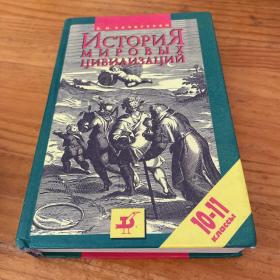 ИСТОРИЯ
МИРОВЫХ
ЦИВИЛИЗАЦИЙ
10-11
классы